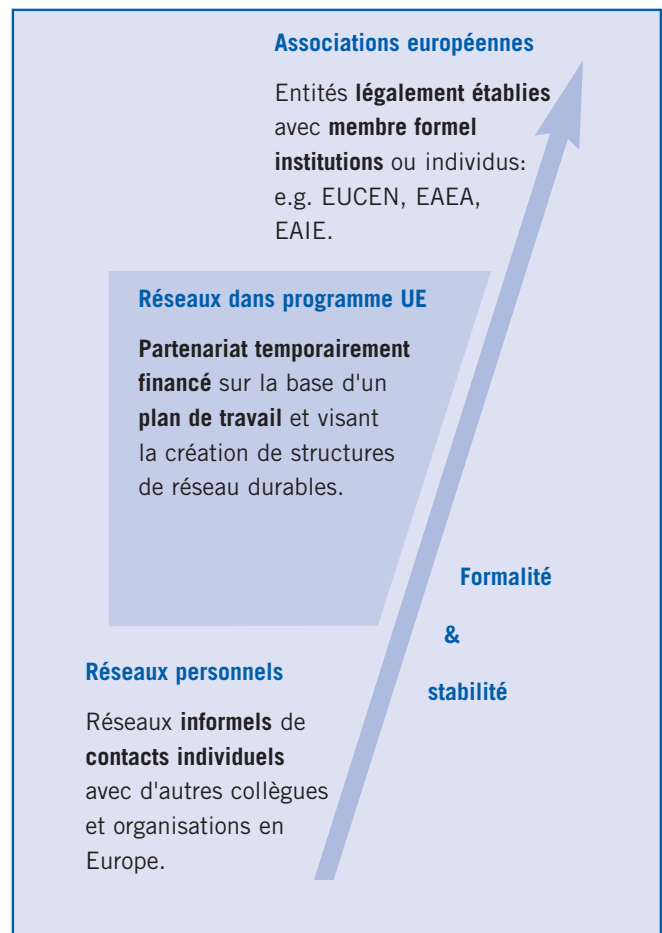 Associations européennes
Entités légalement établies
avec membre formel
institutions ou individus:
e.g. EUCEN, EAEA,
EAIE.
Réseaux dans programme UE
Partenariat temporairement
financé sur la base d'un
plan de travail et visant
la création de structures
de réseau durables.
Formalité
&
stabilité
Réseaux personnels
Réseaux informels de
contacts individuels
avec d'autres collègues
et organisations en
Europe.